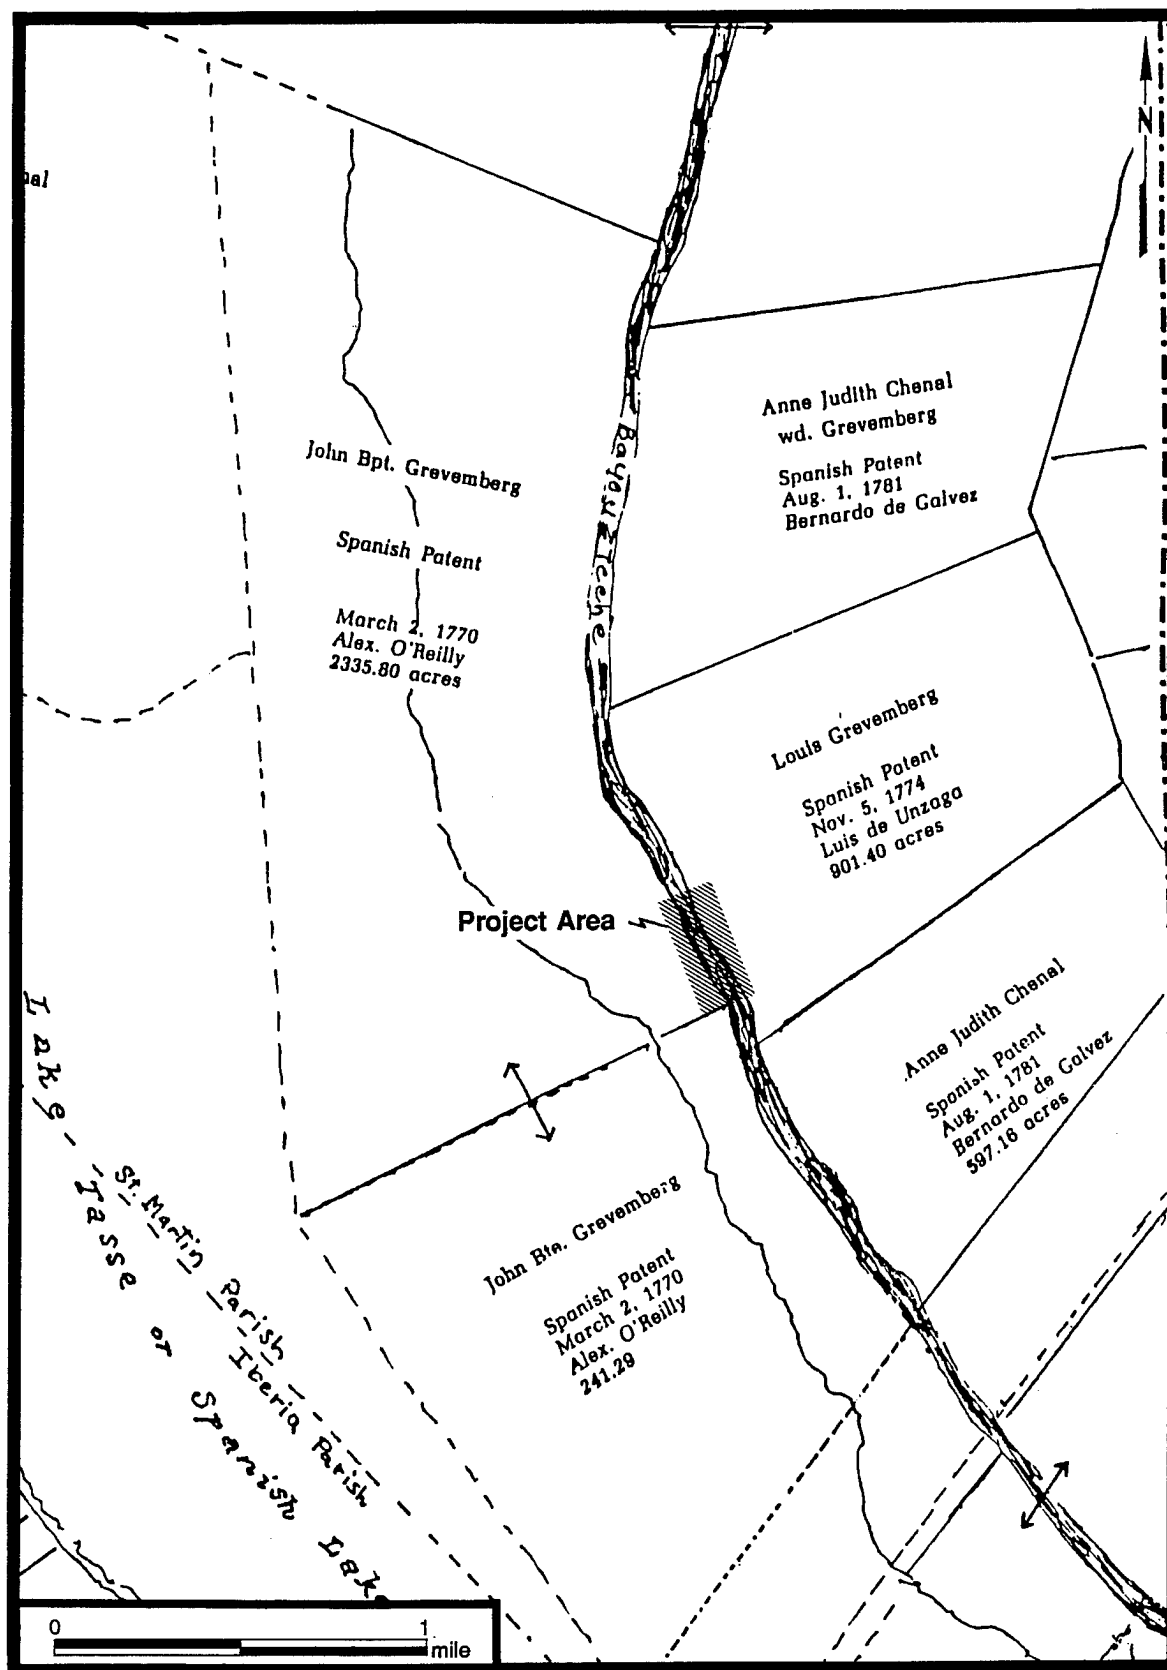 N
nal
Anne Judith Chenal
wd. Grevemberg
Spanish Patent
Aug. 1, 1781
Bernardo de Galvez
Bayou Teche
John Bpt. Grevemberg
Spanish Patent
March 2, 1770
Alex. O'Reilly
2335.80 acres
Louis Grevemberg
Spanish Patent
Nov. 5, 1774
Luis de Unzaga
901.40 acres
Project Area
Anne Judith Chenal
Spanish Patent
Aug. 1, 1781
Bernardo de Galvez
597.16 acres
Lake Tasse or Spanish Lake
St. Martin Parish
Iberia Parish
John Bte. Grevemberg
Spanish Patent
March 2, 1770
Alex. O'Reilly
241.29
0 1
mile